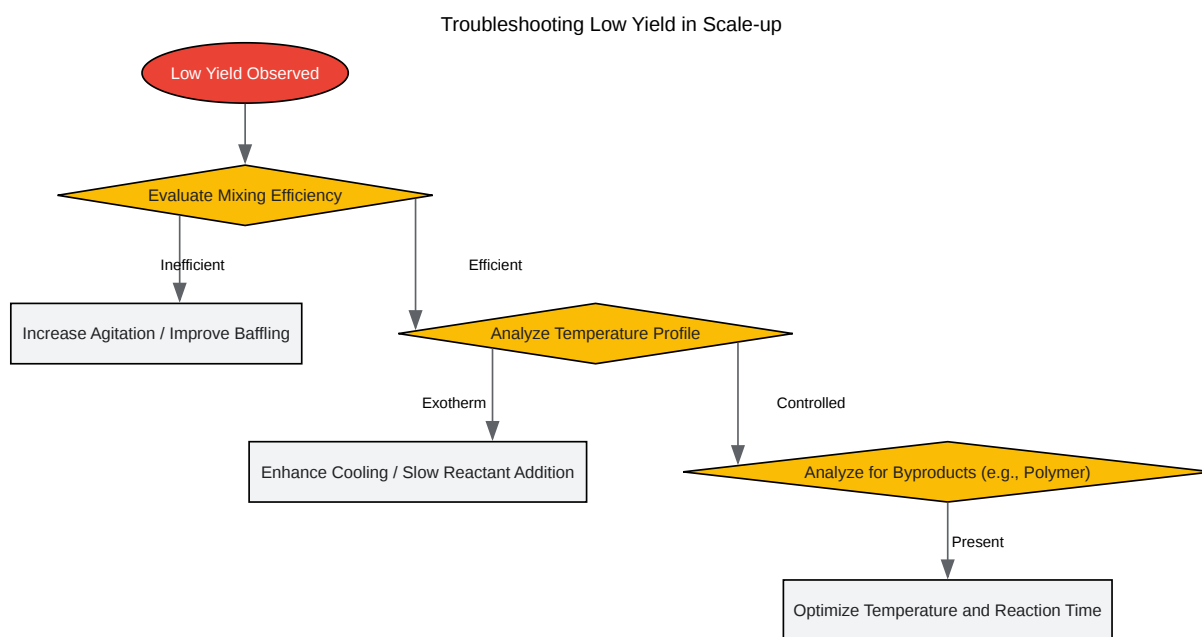 Troubleshooting Low Yield in Scale-up
Low Yield Observed
Evaluate Mixing Efficiency
Inefficient
Efficient
Increase Agitation / Improve Baffling
Analyze Temperature Profile
Exotherm
Controlled
Enhance Cooling / Slow Reactant Addition
Analyze for Byproducts (e.g., Polymer)
Present
Optimize Temperature and Reaction Time